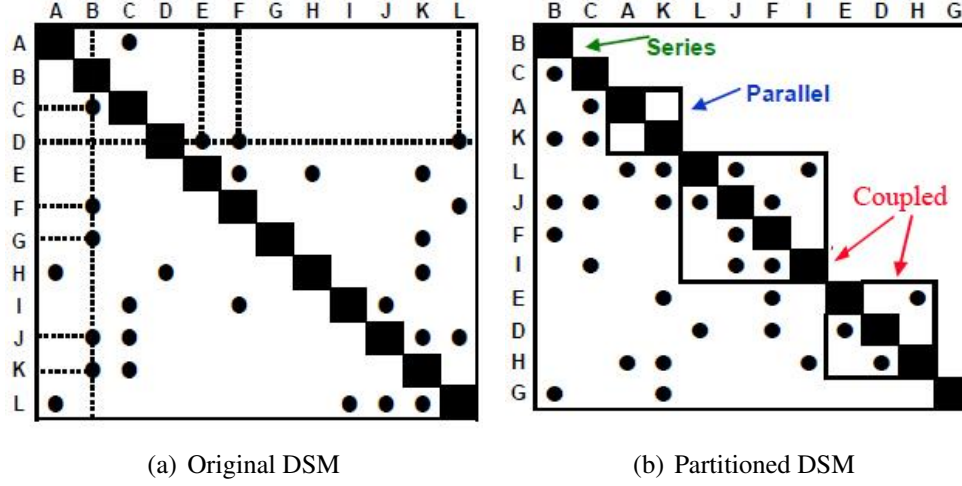 A B C D E F G H I J K L
A
B
C
D
E
F
G
H
I
J
K
L
(a) Original DSM
B C A K L J F I E D H G
B
Series
C
A
Parallel
K
L
J
Coupled
F
I
E
D
H
G
(b) Partitioned DSM